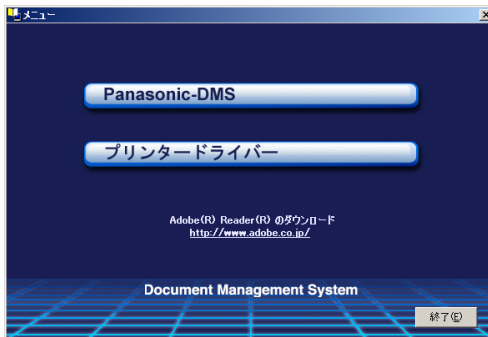 メニュー
Panasonic-DMS
プリンタードライバー
Adobe(R) Reader(R) のダウンロード
http://www.adobe.co.jp/
Document Management System
終了(E)